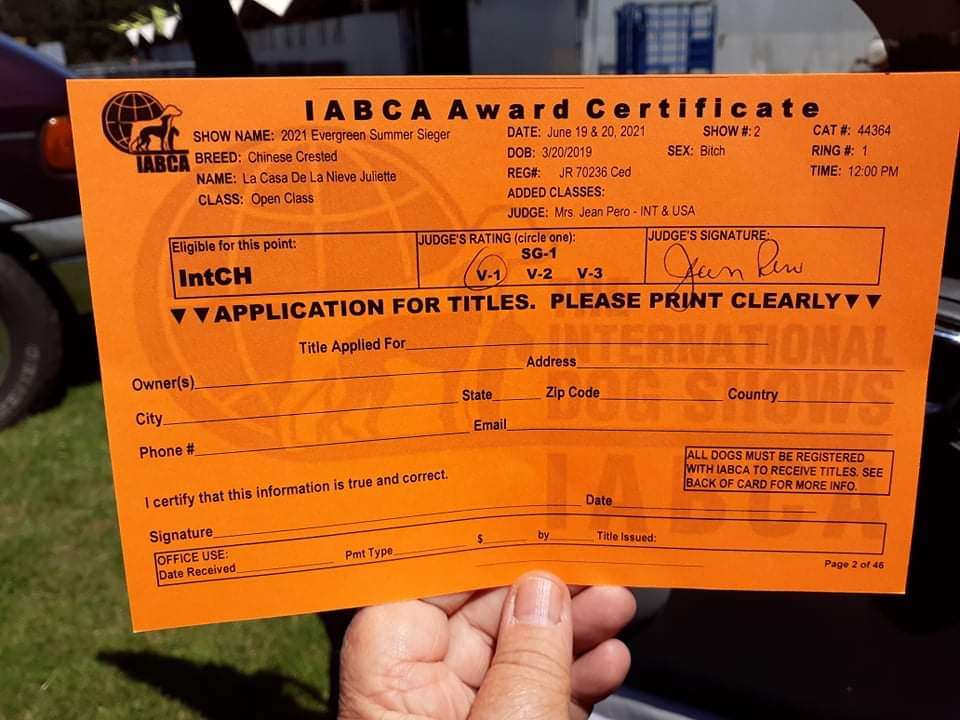 IABCA Award Certificate
IABCA
SHOW NAME: 2021 Evergreen Summer Sieger
DATE: June 19 & 20, 2021
SHOW #: 2
CAT #: 44364
BREED: Chinese Crested
DOB: 3/20/2019
SEX: Bitch
RING #: 1
NAME: La Casa De La Nieve Juliette
REG#: JR 70236 Ced
TIME: 12:00 PM
CLASS: Open Class
ADDED CLASSES:
JUDGE: Mrs. Jean Pero - INT & USA
Eligible for this point:
IntCH
JUDGE'S RATING (circle one):
SG-1
V-1 V-2 V-3
JUDGE'S SIGNATURE:
Jean Pero
▼▼APPLICATION FOR TITLES. PLEASE PRINT CLEARLY▼▼
Title Applied For
Owner(s) Address
City State Zip Code Country
Phone # Email
ALL DOGS MUST BE REGISTERED
WITH IABCA TO RECEIVE TITLES. SEE
BACK OF CARD FOR MORE INFO.
I certify that this information is true and correct.
Signature Date
OFFICE USE:
Date Received Pmt Type $ by Title Issued:
Page 2 of 46
THE
INTERNATIONAL
DOG SHOWS
IABCA